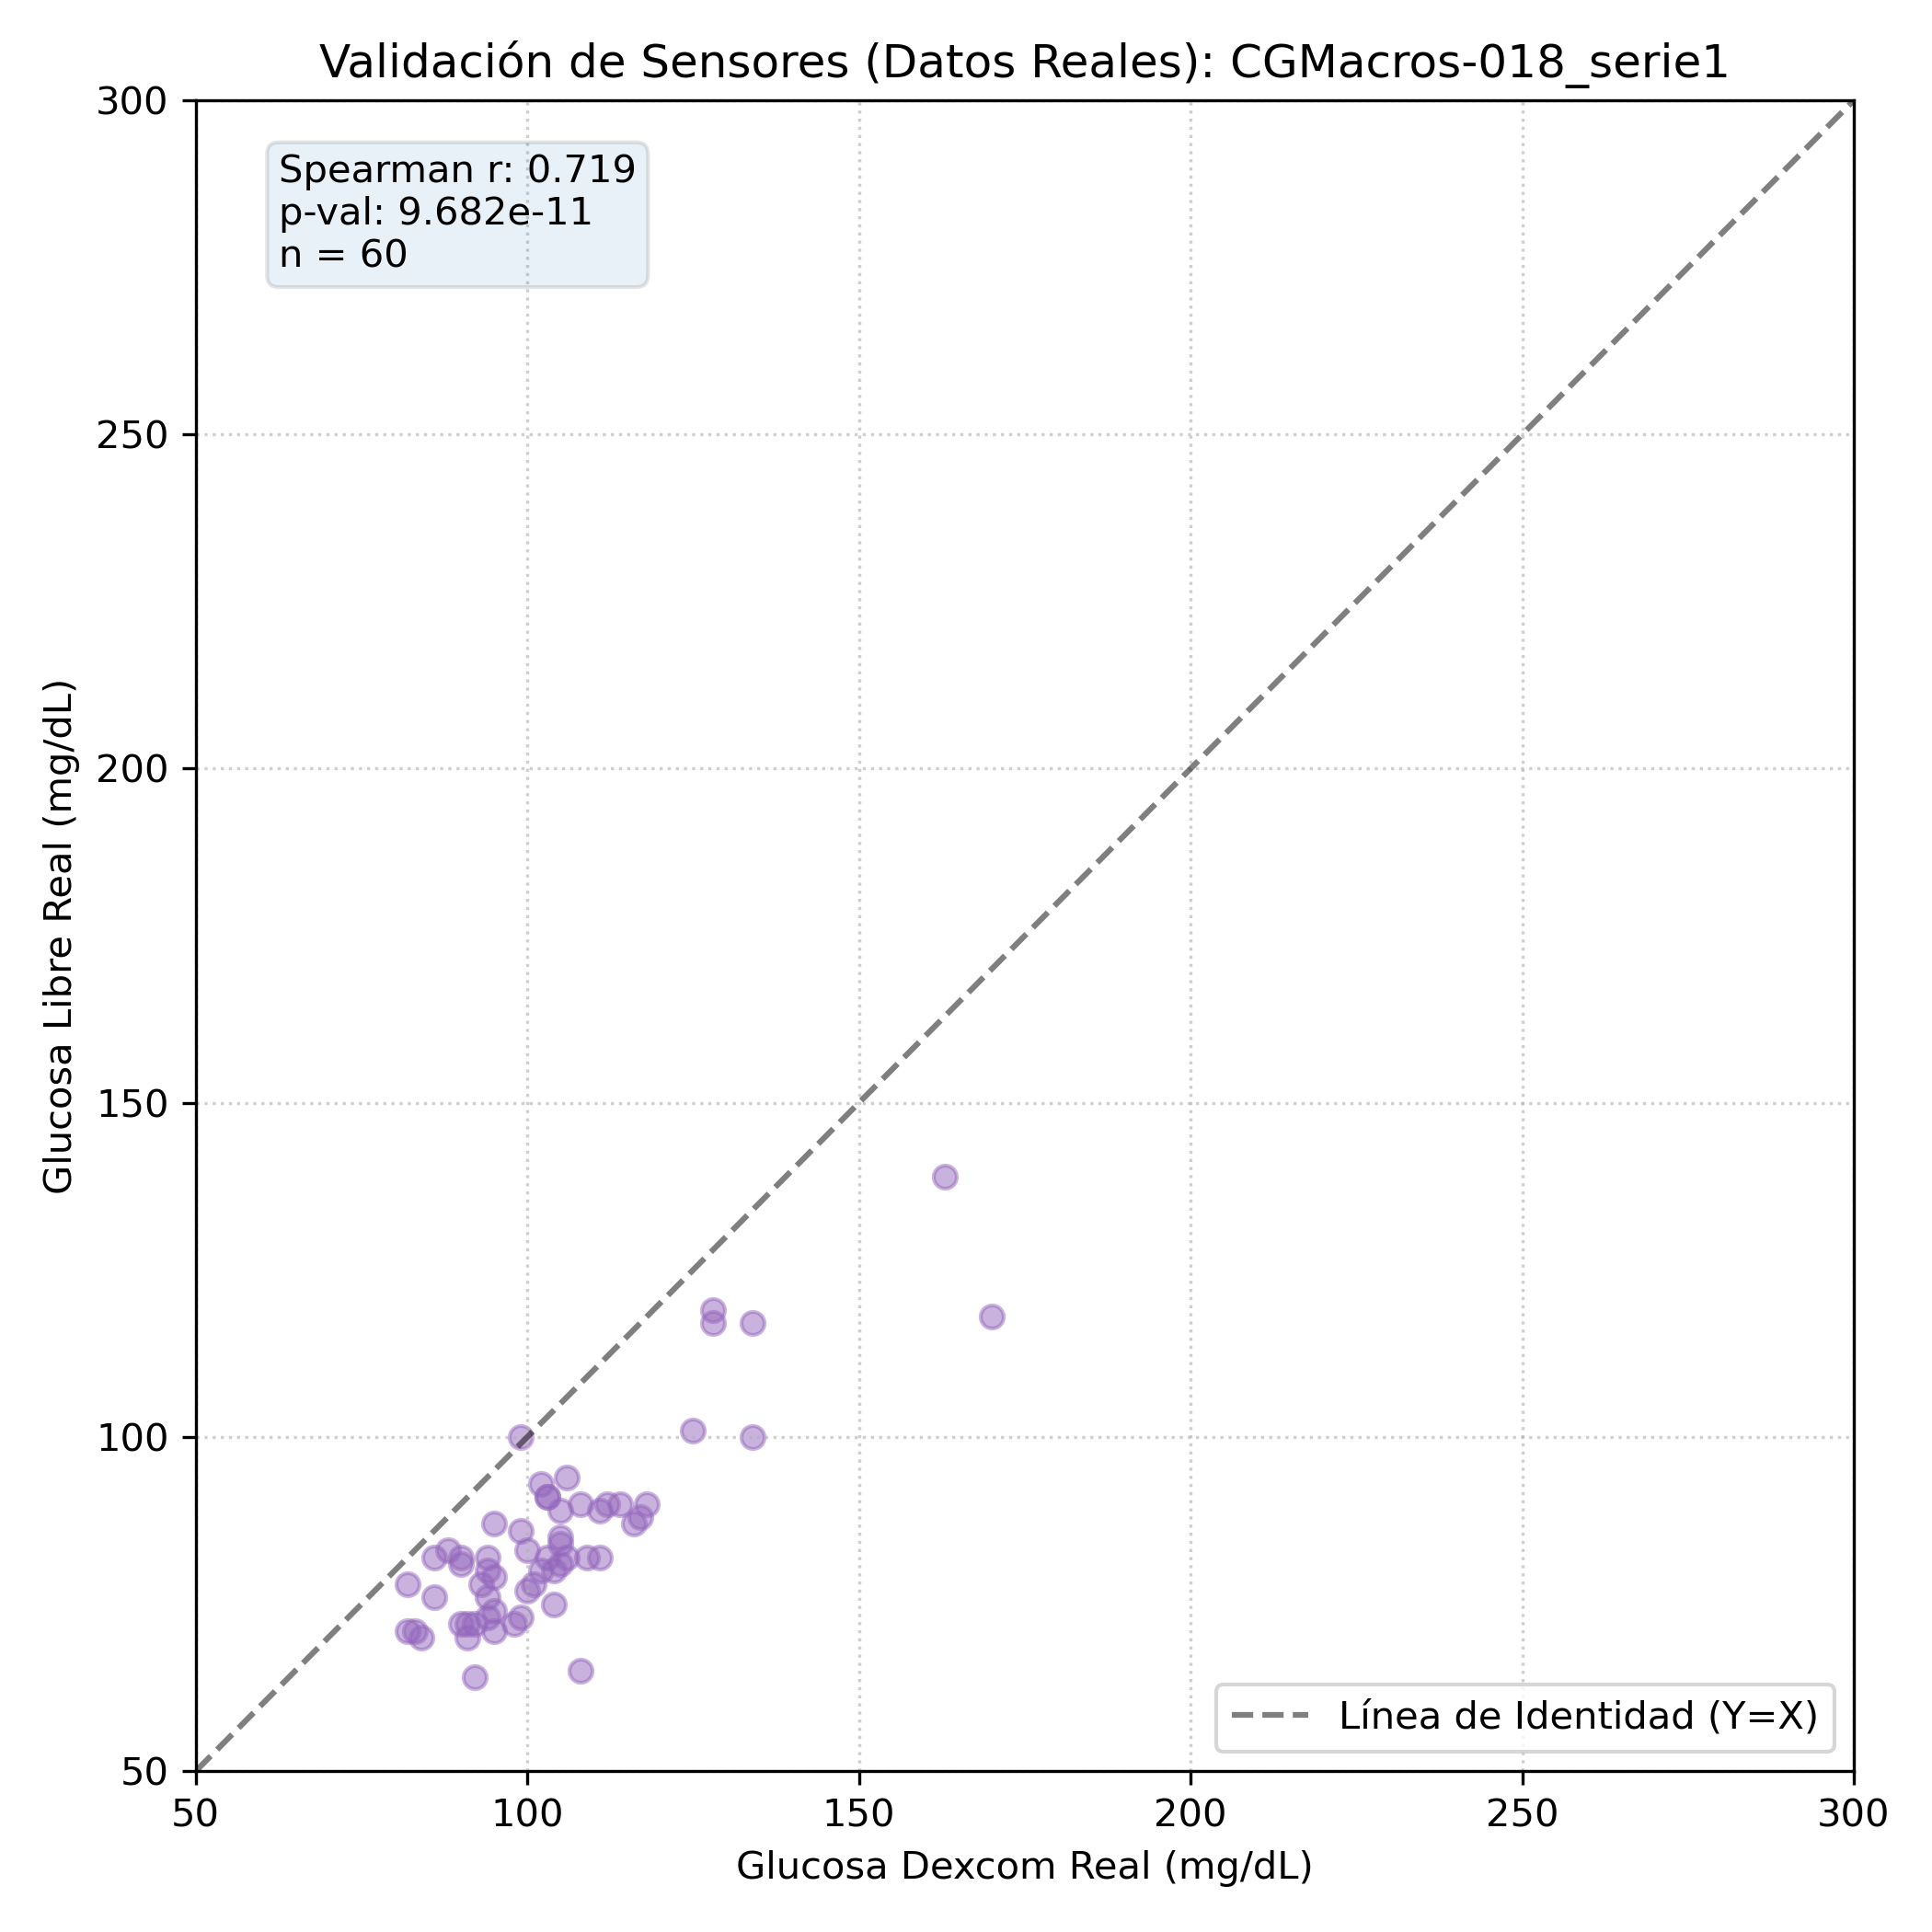 Validación de Sensores (Datos Reales): CGMacros-018_serie1
Spearman r: 0.719
p-val: 9.682e-11
n = 60
300
250
200
150
100
50
Glucosa Libre Real (mg/dL)
Línea de Identidad (Y=X)
50
100
150
200
250
300
Glucosa Dexcom Real (mg/dL)